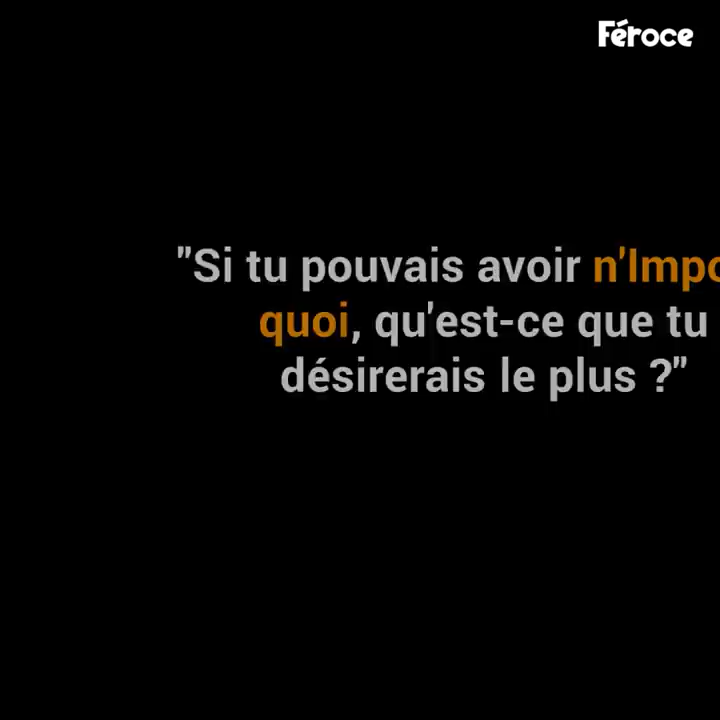 Féroce
"Si tu pouvais avoir n'Impo
quoi, qu'est-ce que tu
désirerais le plus ?"